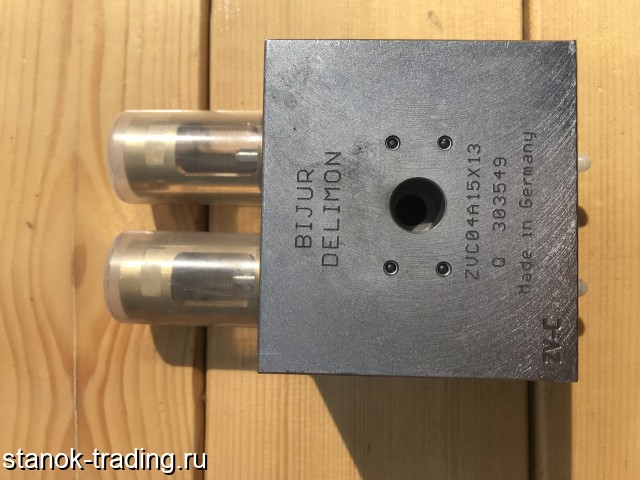 BIJUR
DELIMON
ZVC04A15X13
Q 303549
Made in Germany
ZV-C
stanok-trading.ru